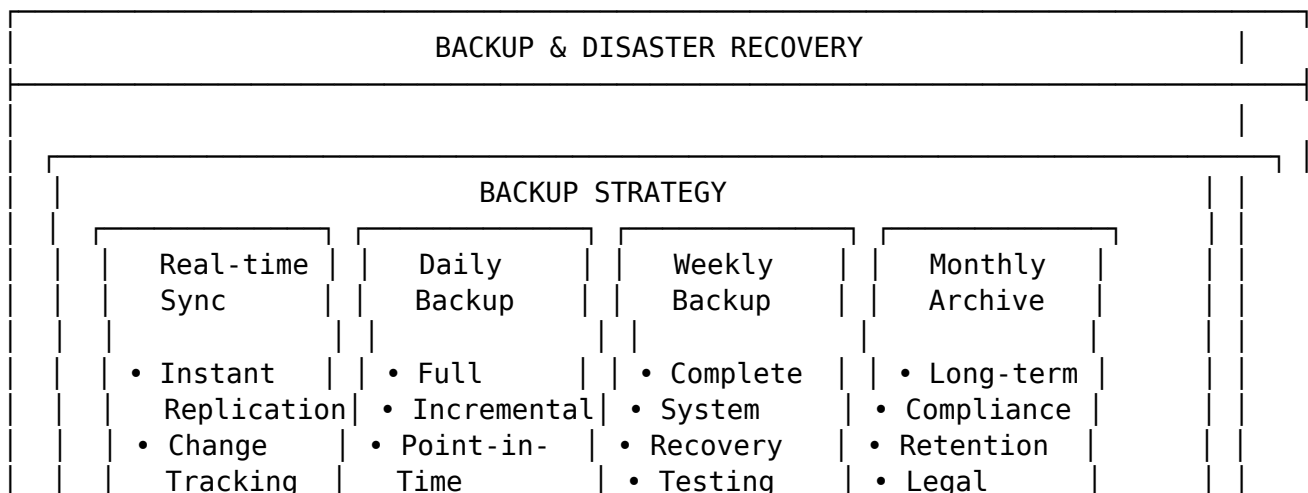 BACKUP & DISASTER RECOVERY
BACKUP STRATEGY
Real-time Daily Weekly Monthly
Sync Backup Backup Archive
• Instant • Full • Complete • Long-term
Replication • Incremental • System • Compliance
• Change • Point-in- • Recovery • Retention
Tracking Time • Testing • Legal